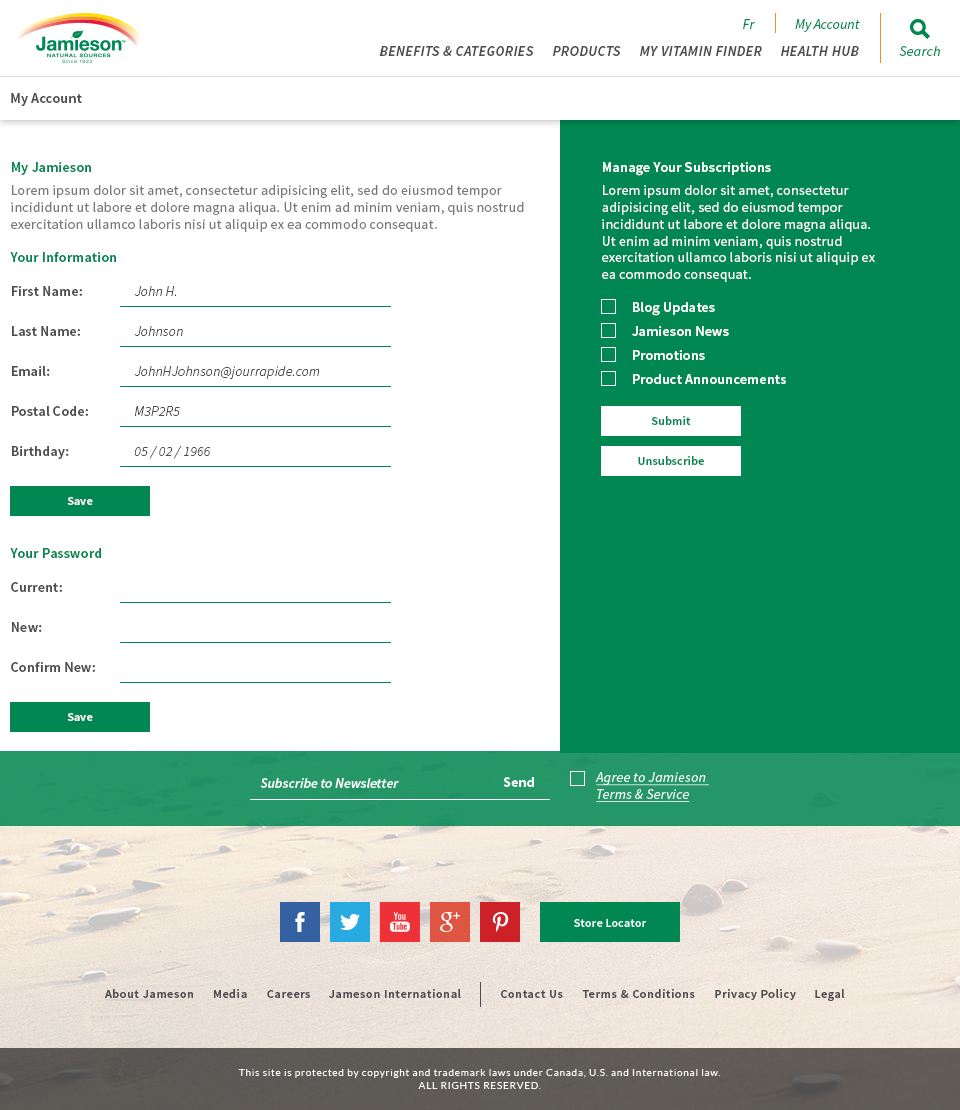 Jamieson™
NATURAL SOURCES
Since 1922
Fr
My Account
BENEFITS & CATEGORIES
PRODUCTS
MY VITAMIN FINDER
HEALTH HUB
Search
My Account
My Jamieson
Lorem ipsum dolor sit amet, consectetur adipisicing elit, sed do eiusmod tempor
incididunt ut labore et dolore magna aliqua. Ut enim ad minim veniam, quis nostrud
exercitation ullamco laboris nisi ut aliquip ex ea commodo consequat.
Your Information
First Name: John H.
Last Name: Johnson
Email: JohnHJohnson@jourrapide.com
Postal Code: M3P2R5
Birthday: 05 / 02 / 1966
Save
Your Password
Current:
New:
Confirm New:
Save
Manage Your Subscriptions
Lorem ipsum dolor sit amet, consectetur
adipisicing elit, sed do eiusmod tempor
incididunt ut labore et dolore magna aliqua.
Ut enim ad minim veniam, quis nostrud
exercitation ullamco laboris nisi ut aliquip ex
ea commodo consequat.
Blog Updates
Jamieson News
Promotions
Product Announcements
Submit
Unsubscribe
Subscribe to Newsletter
Send
Agree to Jamieson
Terms & Service
f
You
Tube
g+
Store Locator
About Jameson
Media
Careers
Jameson International
Contact Us
Terms & Conditions
Privacy Policy
Legal
This site is protected by copyright and trademark laws under Canada, U.S. and International law.
ALL RIGHTS RESERVED.